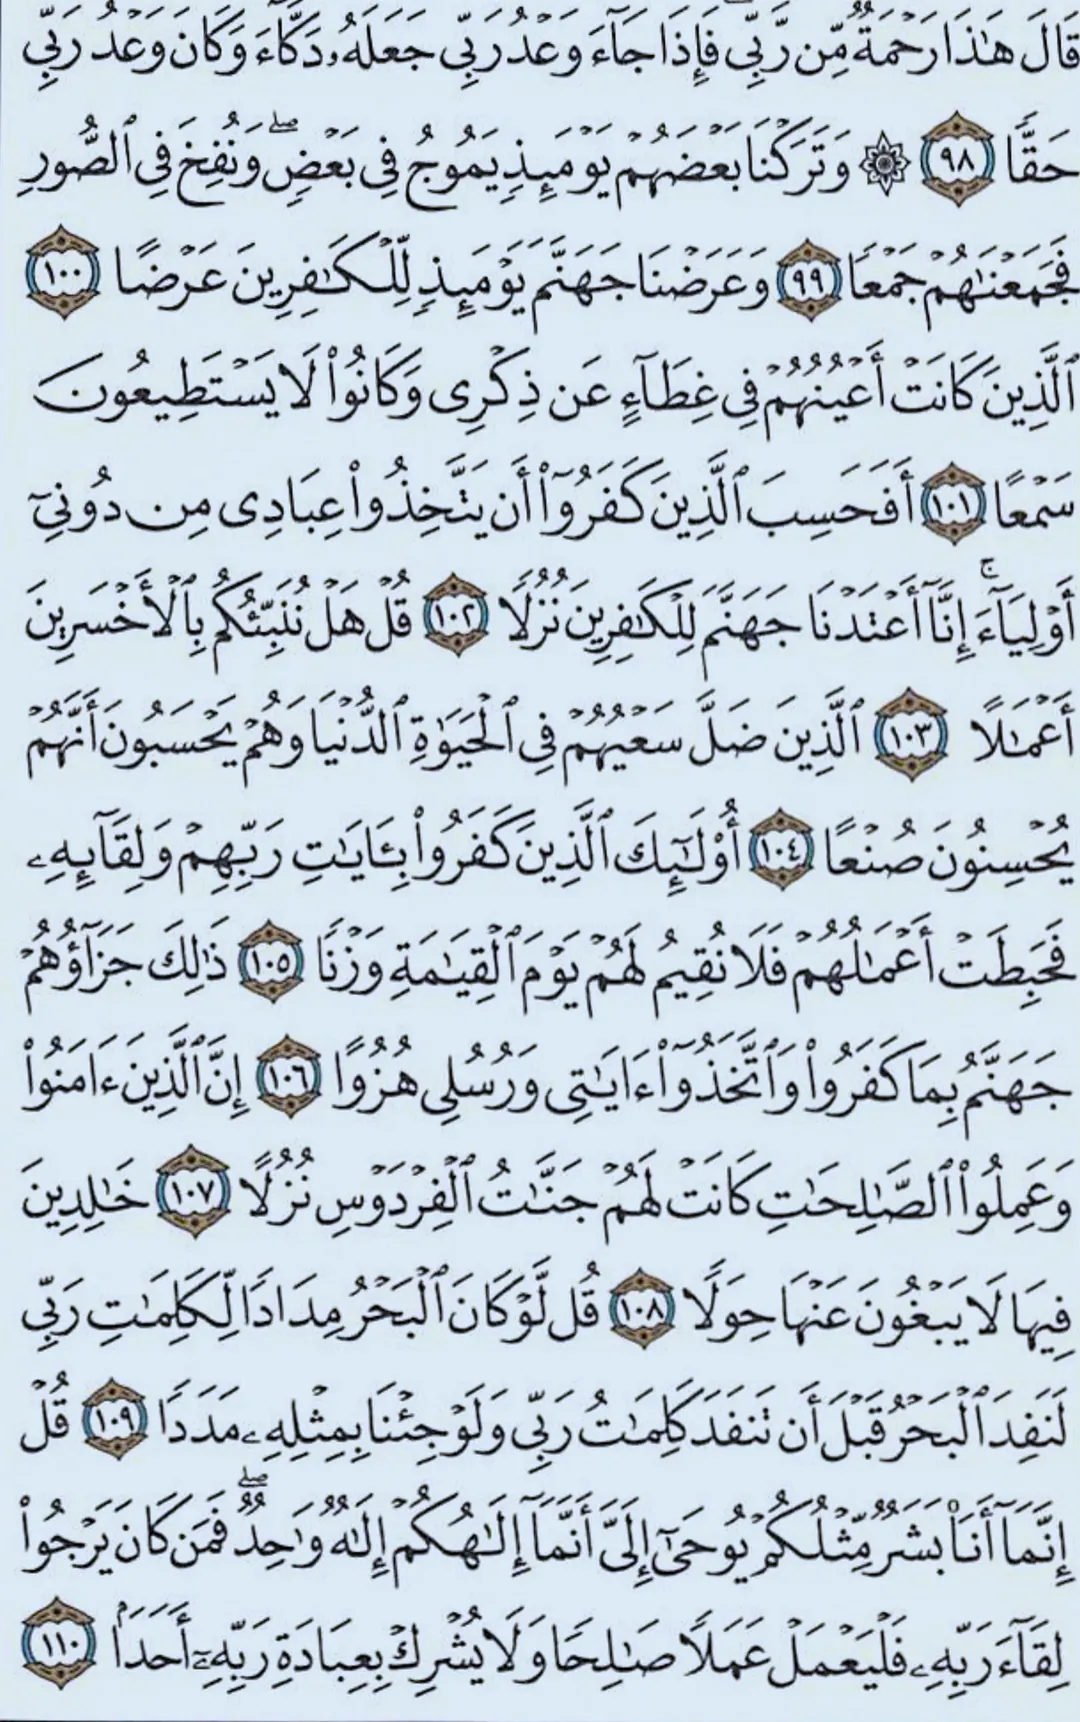 قَالَ هَٰذَا رَحۡمَةٞ مِّن رَّبِّيۖ فَإِذَا جَآءَ وَعۡدُ رَبِّي جَعَلَهُۥ دَكَّآءَۖ وَكَانَ وَعۡدُ رَبِّي
حَقّٗا ٩٨ ۞ وَتَرَكۡنَا بَعۡضَهُمۡ يَوۡمَئِذٖ يَمُوجُ فِي بَعۡضٖۖ وَنُفِخَ فِي ٱلصُّورِ
فَجَمَعۡنَٰهُمۡ جَمۡعٗا ٩٩ وَعَرَضۡنَا جَهَنَّمَ يَوۡمَئِذٖ لِّلۡكَٰفِرِينَ عَرۡضًا ١٠٠
ٱلَّذِينَ كَانَتۡ أَعۡيُنُهُمۡ فِي غِطَآءٍ عَن ذِكۡرِي وَكَانُواْ لَا يَسۡتَطِيعُونَ
سَمۡعًا ١٠١ أَفَحَسِبَ ٱلَّذِينَ كَفَرُوٓاْ أَن يَتَّخِذُواْ عِبَادِي مِن دُونِيٓ
أَوۡلِيَآءَۚ إِنَّآ أَعۡتَدۡنَا جَهَنَّمَ لِلۡكَٰفِرِينَ نُزُلٗا ١٠٢ قُلۡ هَلۡ نُنَبِّئُكُم بِٱلۡأَخۡسَرِينَ
أَعۡمَٰلًا ١٠٣ ٱلَّذِينَ ضَلَّ سَعۡيُهُمۡ فِي ٱلۡحَيَوٰةِ ٱلدُّنۡيَا وَهُمۡ يَحۡسَبُونَ أَنَّهُمۡ
يُحۡسِنُونَ صُنۡعًا ١٠٤ أُوْلَٰٓئِكَ ٱلَّذِينَ كَفَرُواْ بِـَٔايَٰتِ رَبِّهِمۡ وَلِقَآئِهِۦ
فَحَبِطَتۡ أَعۡمَٰلُهُمۡ فَلَا نُقِيمُ لَهُمۡ يَوۡمَ ٱلۡقِيَٰمَةِ وَزۡنٗا ١٠٥ ذَٰلِكَ جَزَآؤُهُمۡ
جَهَنَّمُ بِمَا كَفَرُواْ وَٱتَّخَذُوٓاْ ءَايَٰتِي وَرُسُلِي هُزُوًا ١٠٦ إِنَّ ٱلَّذِينَ ءَامَنُواْ
وَعَمِلُواْ ٱلصَّٰلِحَٰتِ كَانَتۡ لَهُمۡ جَنَّٰتُ ٱلۡفِرۡدَوۡسِ نُزُلًا ١٠٧ خَٰلِدِينَ
فِيهَا لَا يَبۡغُونَ عَنۡهَا حِوَلٗا ١٠٨ قُل لَّوۡ كَانَ ٱلۡبَحۡرُ مِدَادٗا لِّكَلِمَٰتِ رَبِّي
لَنَفِدَ ٱلۡبَحۡرُ قَبۡلَ أَن تَنفَدَ كَلِمَٰتُ رَبِّي وَلَوۡ جِئۡنَا بِمِثۡلِهِۦ مَدَدٗا ١٠٩ قُلۡ
إِنَّمَآ أَنَا۠ بَشَرٞ مِّثۡلُكُمۡ يُوحَىٰٓ إِلَيَّ أَنَّمَآ إِلَٰهُكُمۡ إِلَٰهٞ وَٰحِدٞۖ فَمَن كَانَ يَرۡجُواْ
لِقَآءَ رَبِّهِۦ فَلۡيَعۡمَلۡ عَمَلٗا صَٰلِحٗا وَلَا يُشۡرِكۡ بِعِبَادَةِ رَبِّهِۦٓ أَحَدَۢا ١١٠